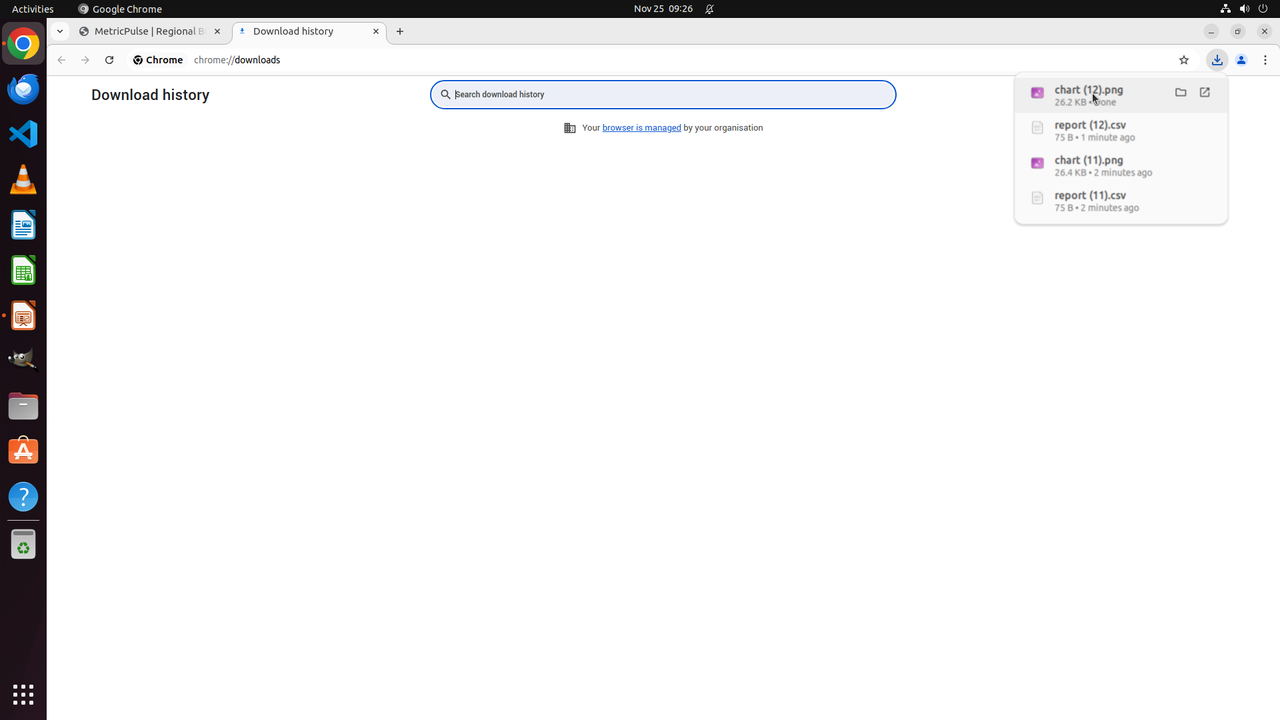 Activities
Google Chrome
Nov 25 09:26
MetricPulse | Regional B
Download history
Chrome
chrome://downloads
Download history
Search download history
Your browser is managed by your organisation
chart (12).png
26.2 KB •
report (12).csv
75 B • 1 minute ago
chart (11).png
26.4 KB • 2 minutes ago
report (11).csv
75 B • 2 minutes ago